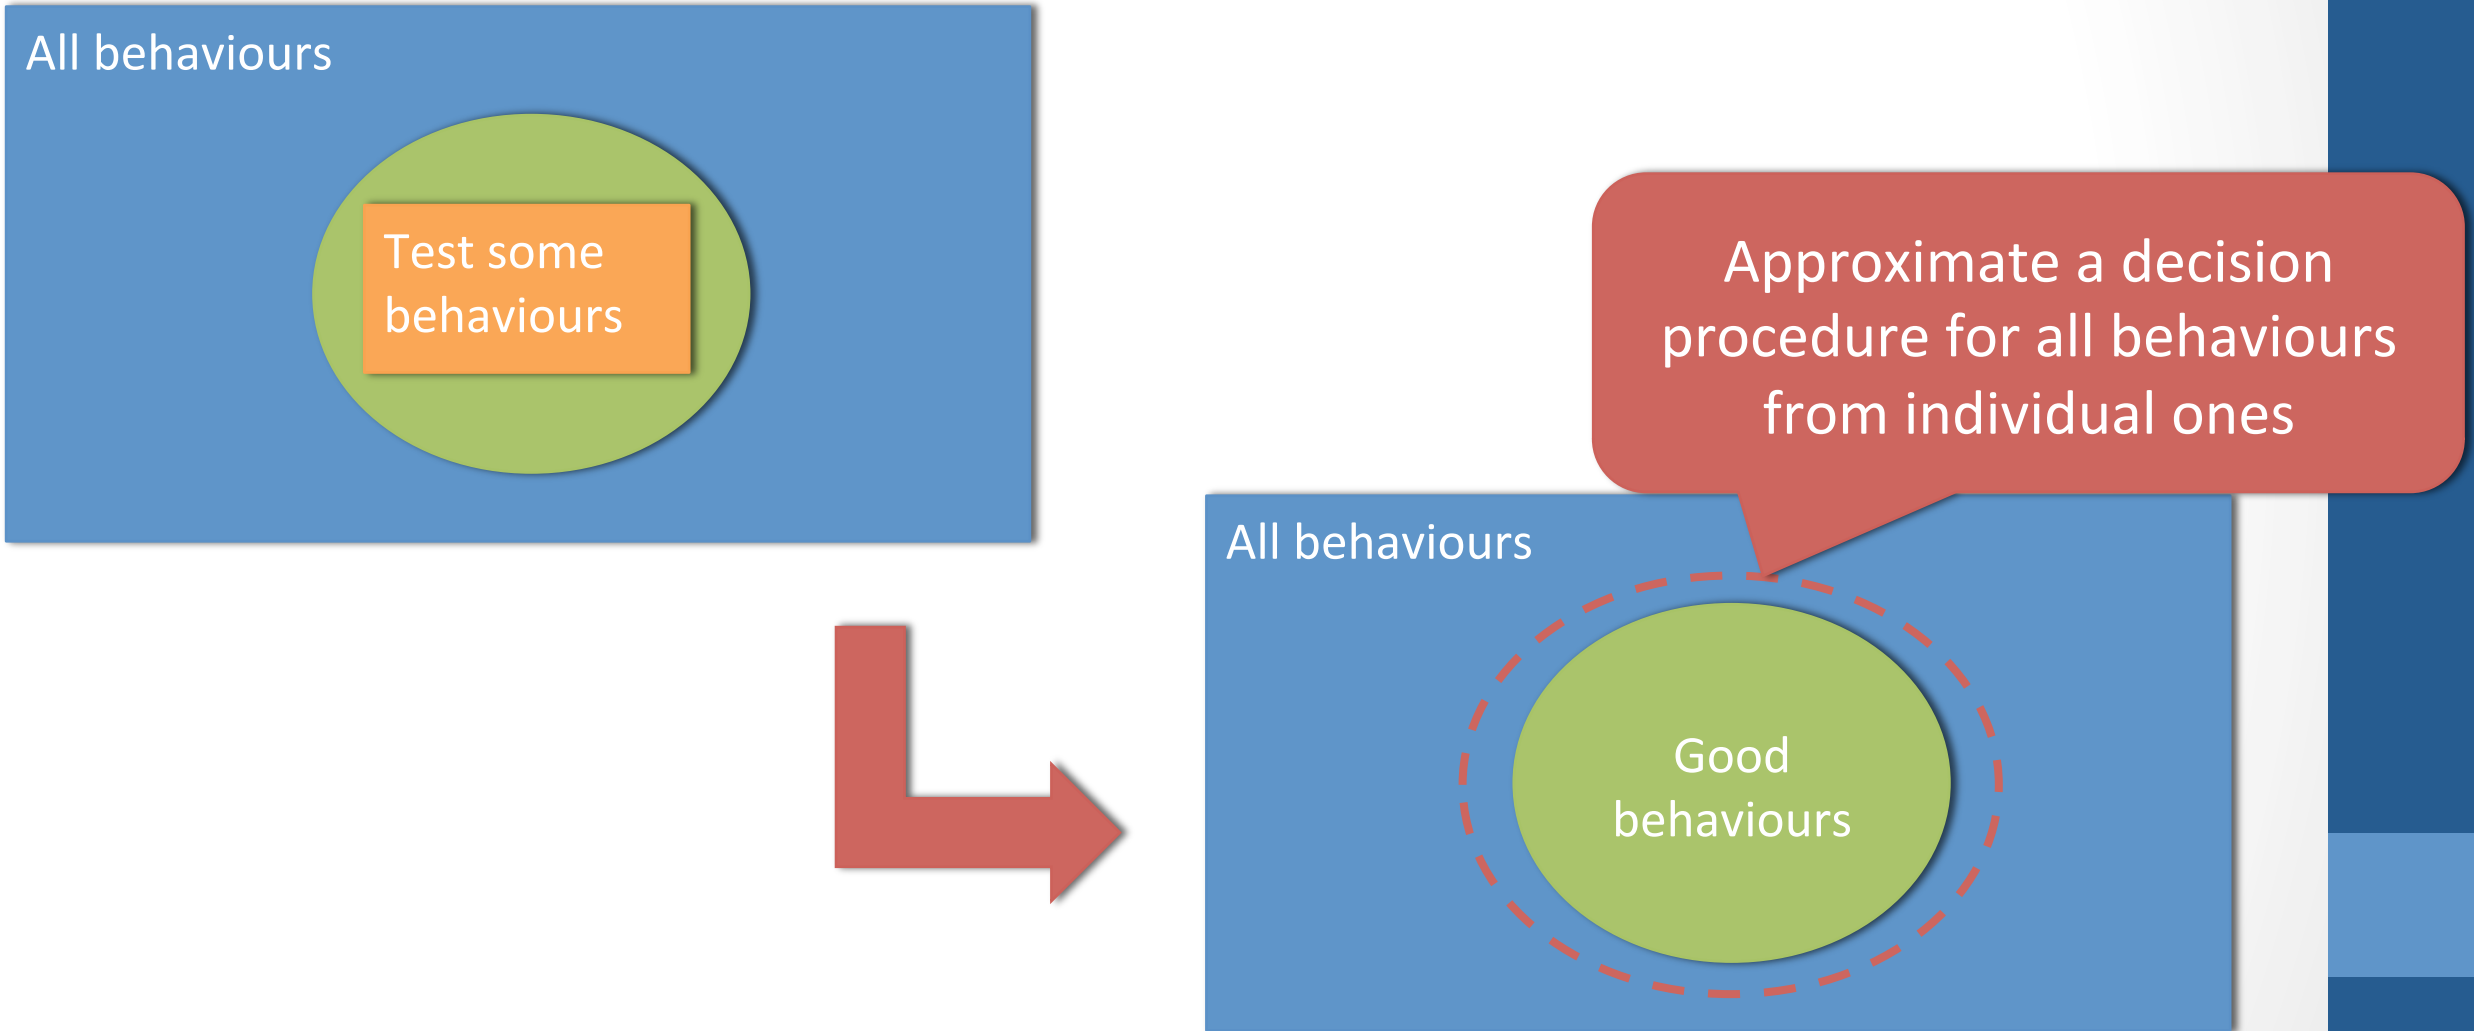 All behaviours
Test some
behaviours
Approximate a decision
procedure for all behaviours
from individual ones
All behaviours
Good
behaviours